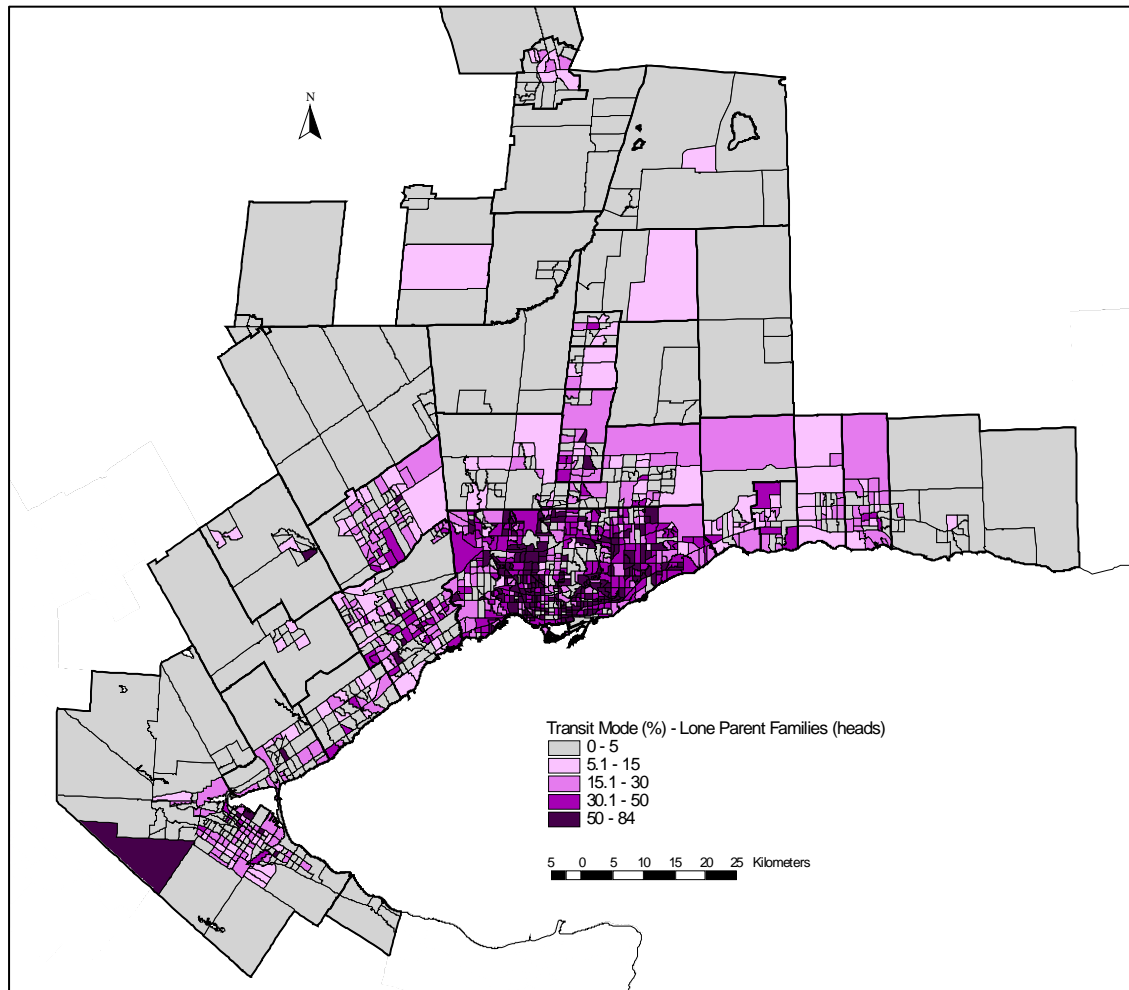 N
Transit Mode (%) - Lone Parent Families (heads)
0 - 5
5.1 - 15
15.1 - 30
30.1 - 50
50 - 84
5 0 5 10 15 20 25 Kilometers